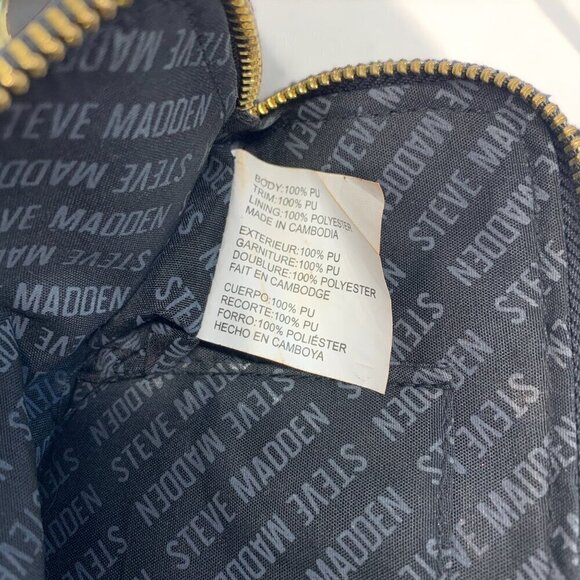 STEVE MADDEN
STEVE MADDEN
STEVE MADDEN
MADDEN
STEVE MADDEN
STEVE MADDEN
STEVE MADDEN
STEVE MADDEN
BODY:100% PU
TRIM:100% PU
LINING:100% POLYESTER
MADE IN CAMBODIA
EXTERIEUR:100% PU
GARNITURE:100% PU
DOUBLURE:100% POLYESTER
FAIT EN CAMBODGE
CUERPO:100% PU
RECORTE:100% PU
FORRO:100% POLIÉSTER
HECHO EN CAMBOYA